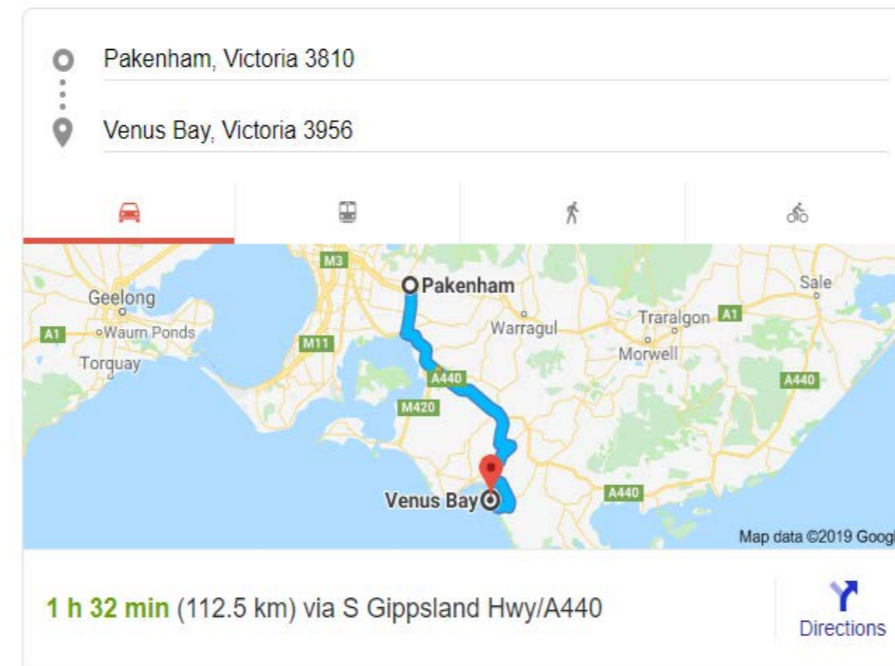 Pakenham, Victoria 3810
Venus Bay, Victoria 3956
M3
Pakenham
Sale
Geelong
Warragul
Traralgon
A1
A1
Waurn Ponds
M11
Morwell
Torquay
A440
A440
M420
Venus Bay
A440
Map data ©2019 Googl
1 h 32 min (112.5 km) via S Gippsland Hwy/A440
Directions